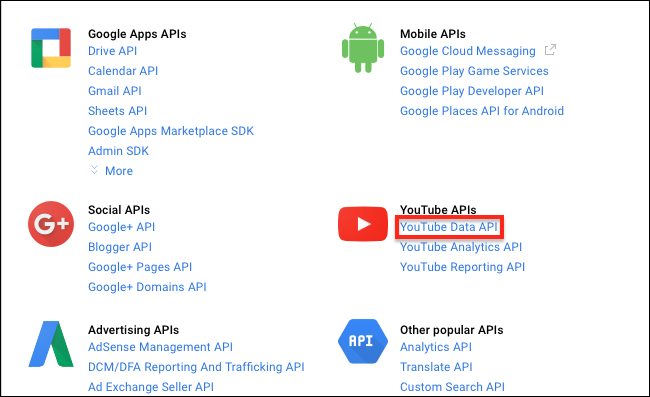 Google Apps APIs
Drive API
Calendar API
Gmail API
Sheets API
Google Apps Marketplace SDK
Admin SDK
More
Mobile APIs
Google Cloud Messaging
Google Play Game Services
Google Play Developer API
Google Places API for Android
Social APIs
Google+ API
Blogger API
Google+ Pages API
Google+ Domains API
G+
YouTube APIs
YouTube Data API
YouTube Analytics API
YouTube Reporting API
Advertising APIs
AdSense Management API
DCM/DFA Reporting And Trafficking API
Ad Exchange Seller API
API
Other popular APIs
Analytics API
Translate API
Custom Search API